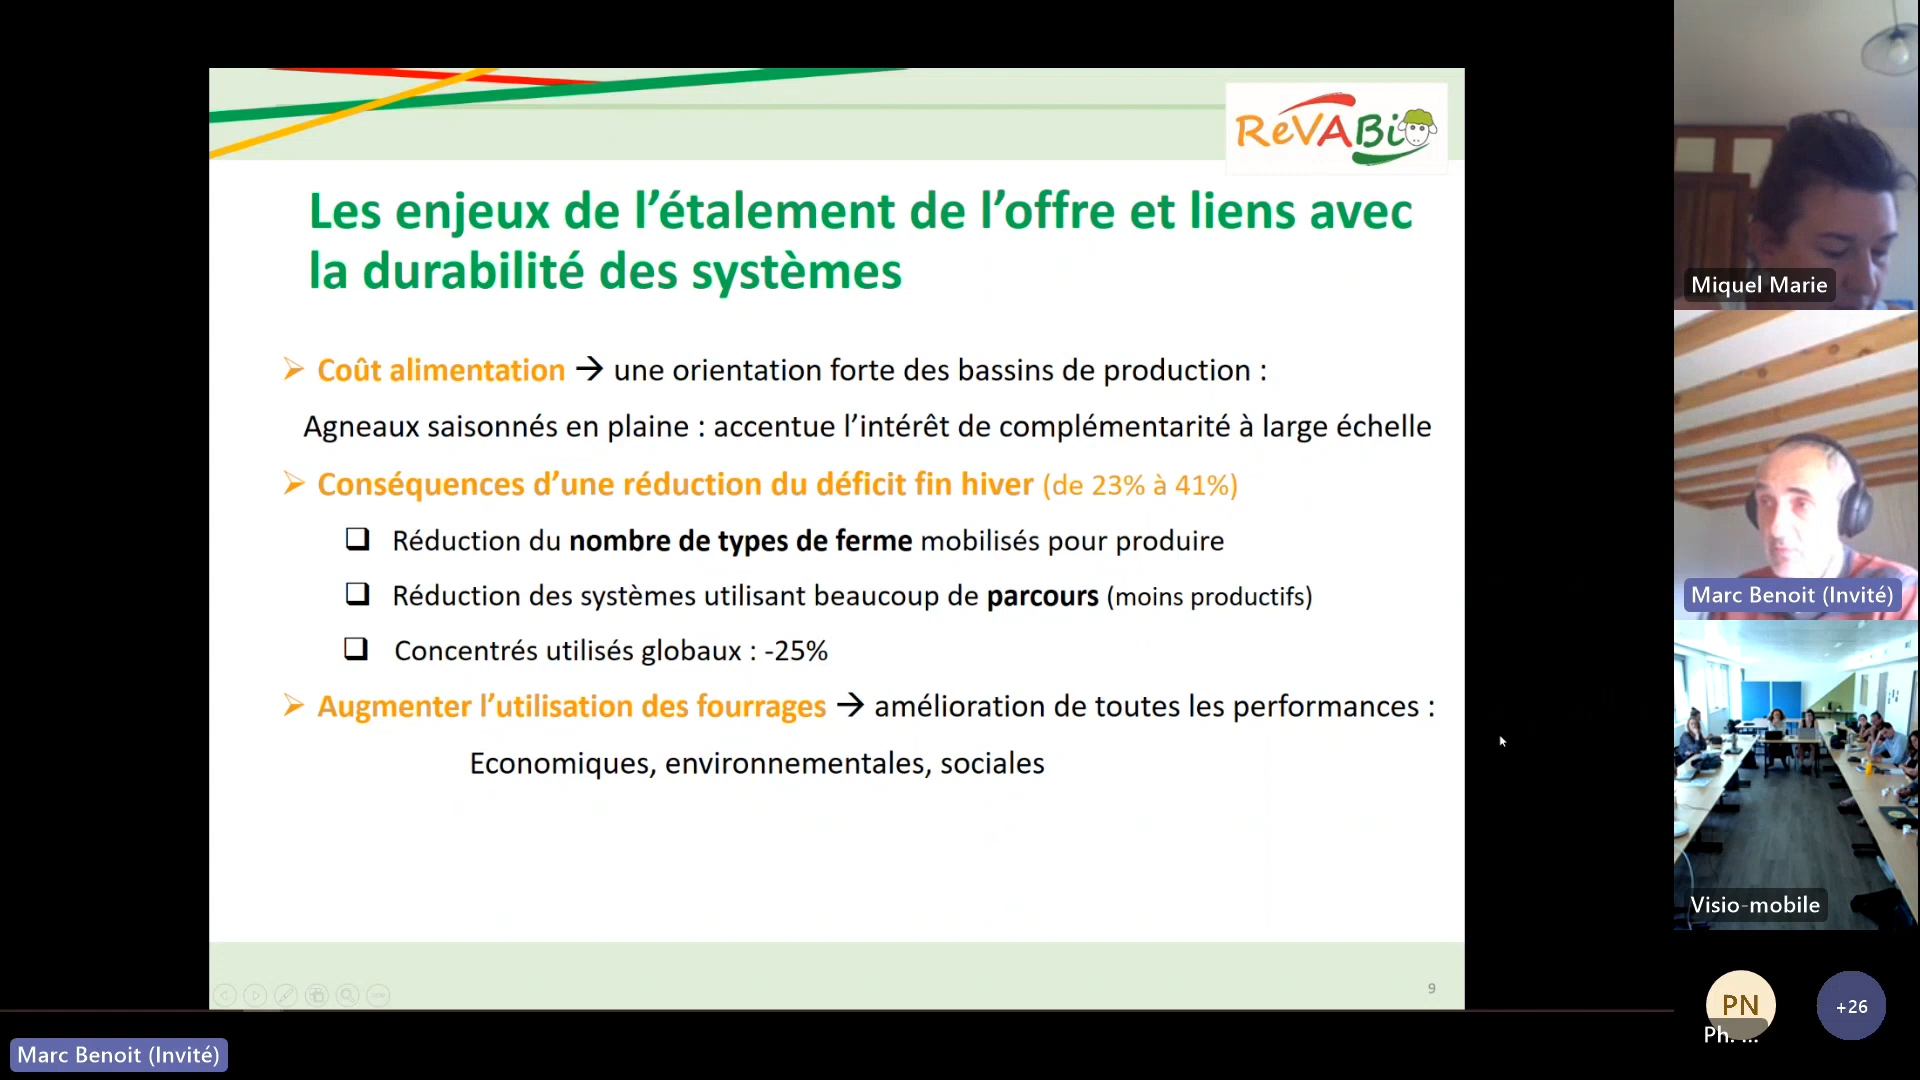 ReVABio
Les enjeux de l’étalement de l’offre et liens avec
la durabilité des systèmes
➢ Coût alimentation → une orientation forte des bassins de production :
Agneaux saisonnés en plaine : accentue l’intérêt de complémentarité à large échelle
➢ Conséquences d’une réduction du déficit fin hiver (de 23% à 41%)
❑ Réduction du nombre de types de ferme mobilisés pour produire
❑ Réduction des systèmes utilisant beaucoup de parcours (moins productifs)
❑ Concentrés utilisés globaux : -25%
➢ Augmenter l’utilisation des fourrages → amélioration de toutes les performances :
Economiques, environnementales, sociales
9
Marc Benoit (Invité)
Miquel Marie
Marc Benoit (Invité)
Visio-mobile
PN
Ph. ...
+26